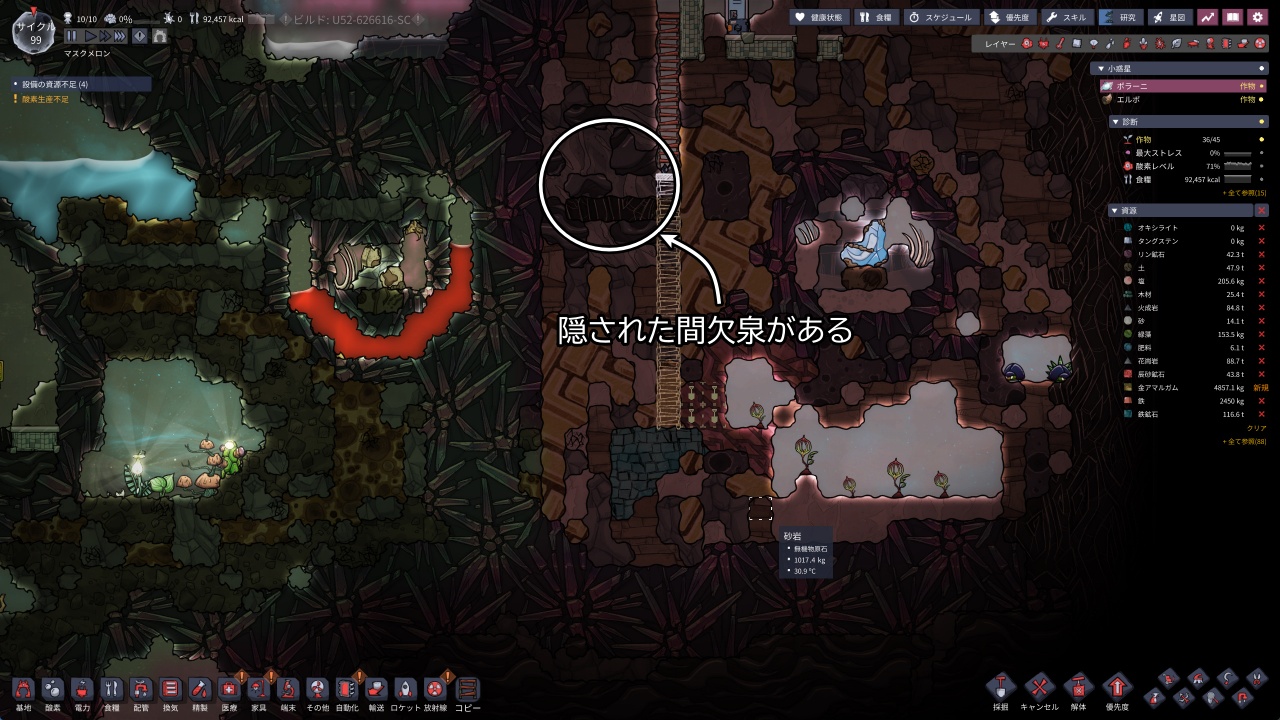 サイクル
99
10/10
0%
0
92,457 kcal
ビルド: U52-626616-SC
マスクメロン
設備の資源不足 (4)
酸素生産不足
健康状態
食糧
スケジュール
優先度
スキル
研究
星図
レイヤー
小惑星
ポラーニ
作物
エルボ
作物
診断
作物
36/45
最大ストレス
0%
酸素レベル
71%
食糧
92,457 kcal
+ 全て参照(15)
資源
オキシライト
0 kg
タングステン
0 kg
リン鉱石
42.3 t
土
47.9 t
塩
205.6 kg
木材
25.4 t
火成岩
84.8 t
砂
14.1 t
緑藻
153.5 kg
肥料
6.1 t
花崗岩
88.7 t
辰砂鉱石
43.8 t
金アマルガム
4857.1 kg
新規
鉄
2450 kg
鉄鉱石
116.6 t
クリア
+ 全て参照(88)
隠された間欠泉がある
砂岩
無機物原石
1017.4 kg
30.9 ℃
基地
酸素
電力
食糧
配管
換気
精製
医療
家具
端末
その他
自動化
輸送
ロケット
放射線
コピー
採掘
キャンセル
解体
優先度